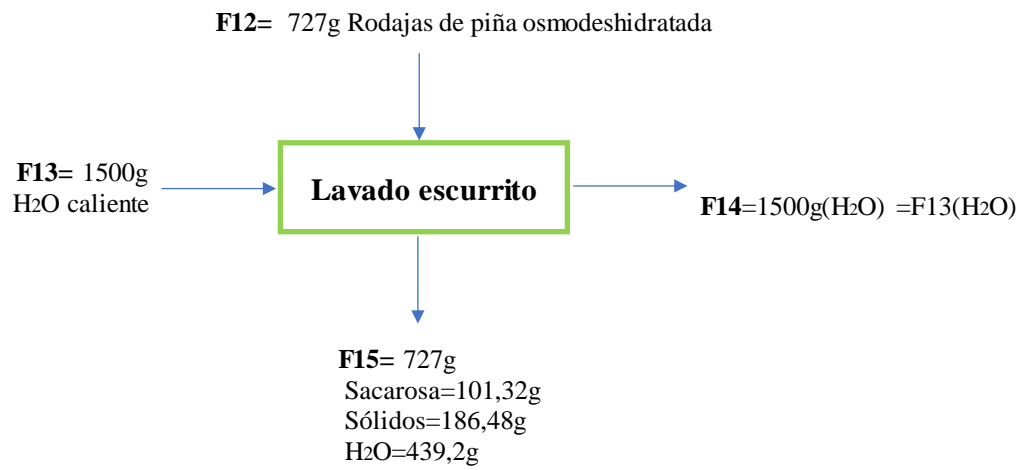 F12= 727g Rodajas de piña osmodeshidratada
F13= 1500g
H2O caliente
Lavado escurrito
F14=1500g(H2O) =F13(H2O)
F15= 727g
Sacarosa=101,32g
Sólidos=186,48g
H2O=439,2g